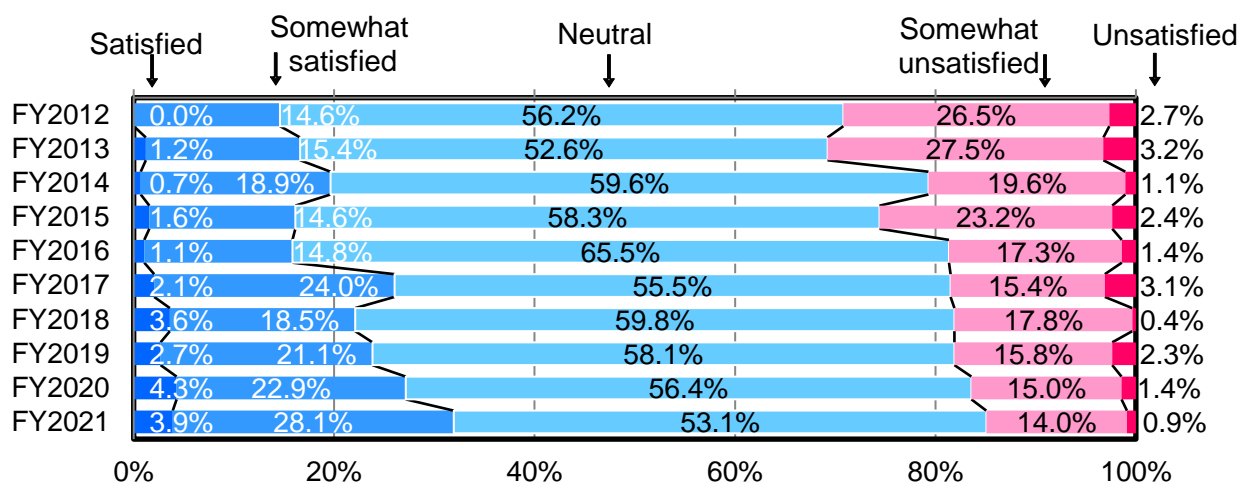 Satisfied
Somewhat
satisfied
Neutral
Somewhat
unsatisfied
Unsatisfied
FY2012 0.0% 14.6% 56.2% 26.5% 2.7%
FY2013 1.2% 15.4% 52.6% 27.5% 3.2%
FY2014 0.7% 18.9% 59.6% 19.6% 1.1%
FY2015 1.6% 14.6% 58.3% 23.2% 2.4%
FY2016 1.1% 14.8% 65.5% 17.3% 1.4%
FY2017 2.1% 24.0% 55.5% 15.4% 3.1%
FY2018 3.6% 18.5% 59.8% 17.8% 0.4%
FY2019 2.7% 21.1% 58.1% 15.8% 2.3%
FY2020 4.3% 22.9% 56.4% 15.0% 1.4%
FY2021 3.9% 28.1% 53.1% 14.0% 0.9%
0% 20% 40% 60% 80% 100%